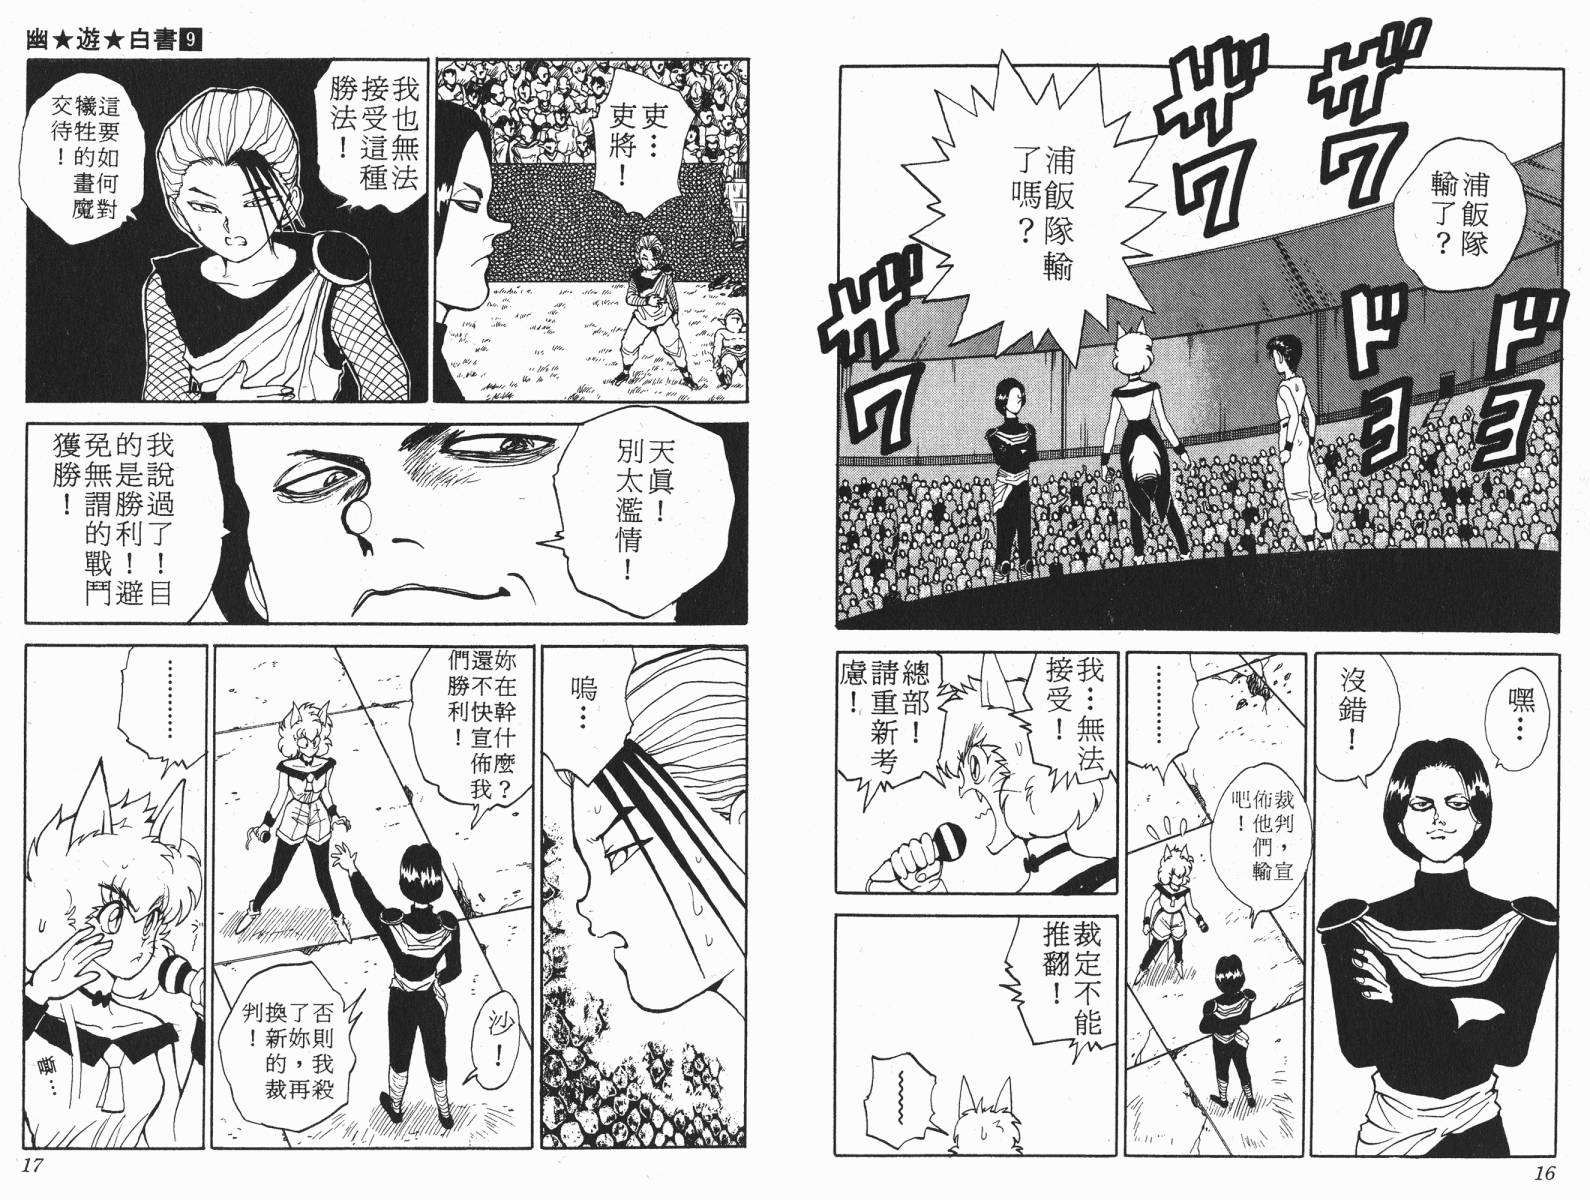 幽★遊★白書9
浦飯隊
輸了?
浦飯隊輸
了嗎?
ザワ
ザワ
ザワ
ドヨ
ドヨ
嘿…
沒錯!
裁判,宣
佈他們輸
吧!
…………
我…無法
接受!
總部!
請重新考
慮!
裁定不能
推翻!
16
吏…
吏將!
我也無法
接受這種
勝法!
這要如何對
犧牲的畫魔
交待!
天眞!
別太濫情!
我說過了!目
的是勝利!避
免無謂的戰鬥
獲勝!
嗚…
妳在幹什麼?
還不快宣佈我
們勝利!
沙!
否則我殺
了妳,再
換新的裁
判!
…………
嘶…
17